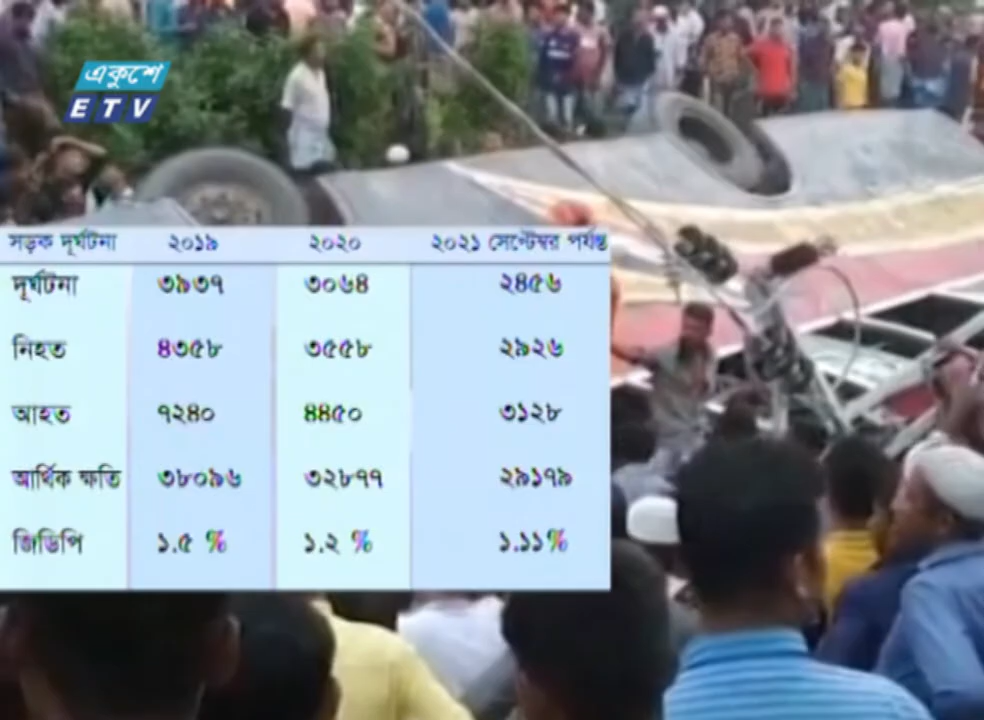 একুশে
ETV
সড়ক দূর্ঘটনা ২০১৯ ২০২০ ২০২১ সেপ্টেম্বর পর্যন্ত
দূর্ঘটনা ৩৯৩৭ ৩০৬৪ ২৪৫৬
নিহত ৪৩৫৮ ৩৫৫৮ ২৯২৬
আহত ৭২৪০ ৪৪৫০ ৩১২৮
আর্থিক ক্ষতি ৩৮০৯৬ ৩২৮৭৭ ২৯১৭৯
জিডিপি ১.৫ % ১.২ % ১.১১%